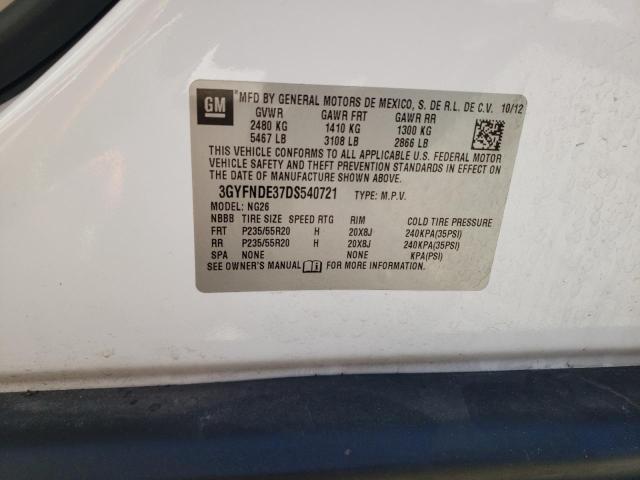 GM
MFD BY GENERAL MOTORS DE MEXICO, S. DE R.L. DE C.V. 10/12
GVWR GAWR FRT GAWR RR
2480 KG 1410 KG 1300 KG
5467 LB 3108 LB 2866 LB
THIS VEHICLE CONFORMS TO ALL APPLICABLE U.S. FEDERAL MOTOR
VEHICLE SAFETY AND THEFT PREVENTION STANDARDS IN EFFECT ON
THE DATE OF MANUFACTURE SHOWN ABOVE.
3GYFNDE37DS540721 TYPE: M.P.V.
MODEL: NG26
NBBB TIRE SIZE SPEED RTG RIM COLD TIRE PRESSURE
FRT P235/55R20 H 20X8J 240KPA(35PSI)
RR P235/55R20 H 20X8J 240KPA(35PSI)
SPA NONE NONE KPA(PSI)
SEE OWNER'S MANUAL FOR MORE INFORMATION.